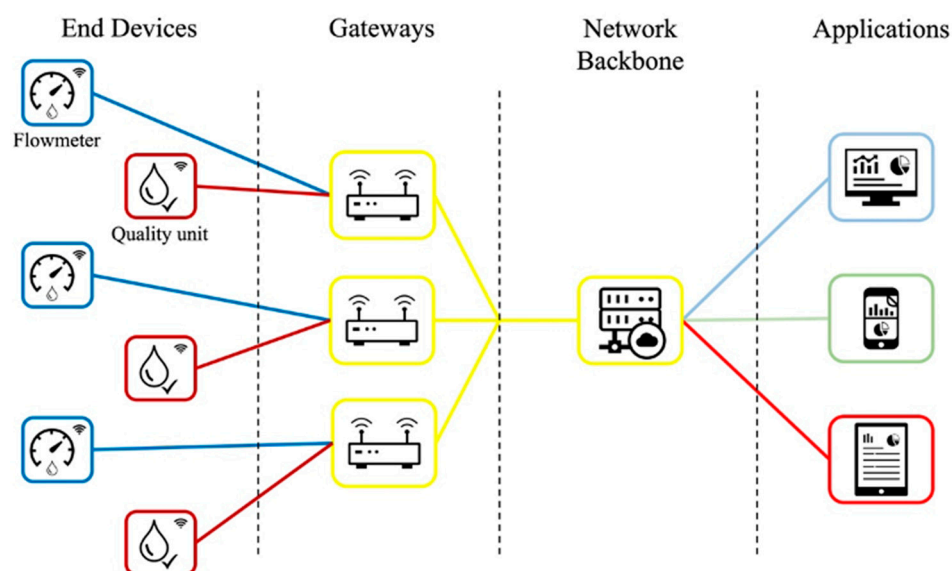 End Devices
Gateways
Network
Backbone
Applications
Flowmeter
Quality unit